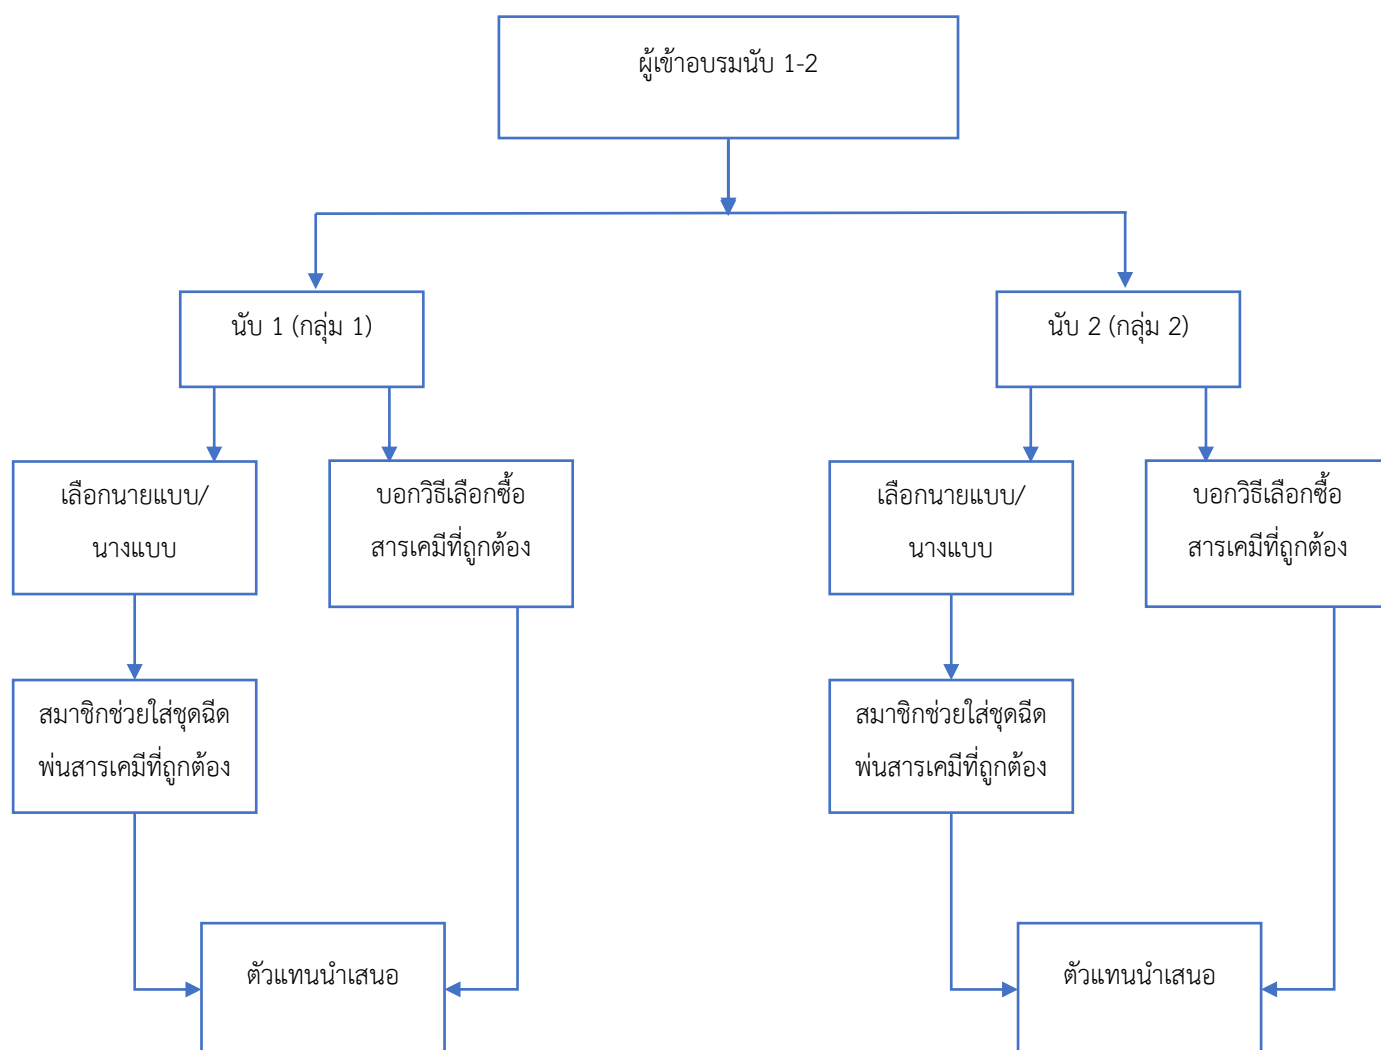 ผู้เข้าอบรมนับ 1-2
นับ 1 (กลุ่ม 1)
นับ 2 (กลุ่ม 2)
เลือกนายแบบ/
นางแบบ
บอกวิธีเลือกซื้อ
สารเคมีที่ถูกต้อง
เลือกนายแบบ/
นางแบบ
บอกวิธีเลือกซื้อ
สารเคมีที่ถูกต้อง
สมาชิกช่วยใส่ชุดฉีด
พ่นสารเคมีที่ถูกต้อง
สมาชิกช่วยใส่ชุดฉีด
พ่นสารเคมีที่ถูกต้อง
ตัวแทนนำเสนอ
ตัวแทนนำเสนอ